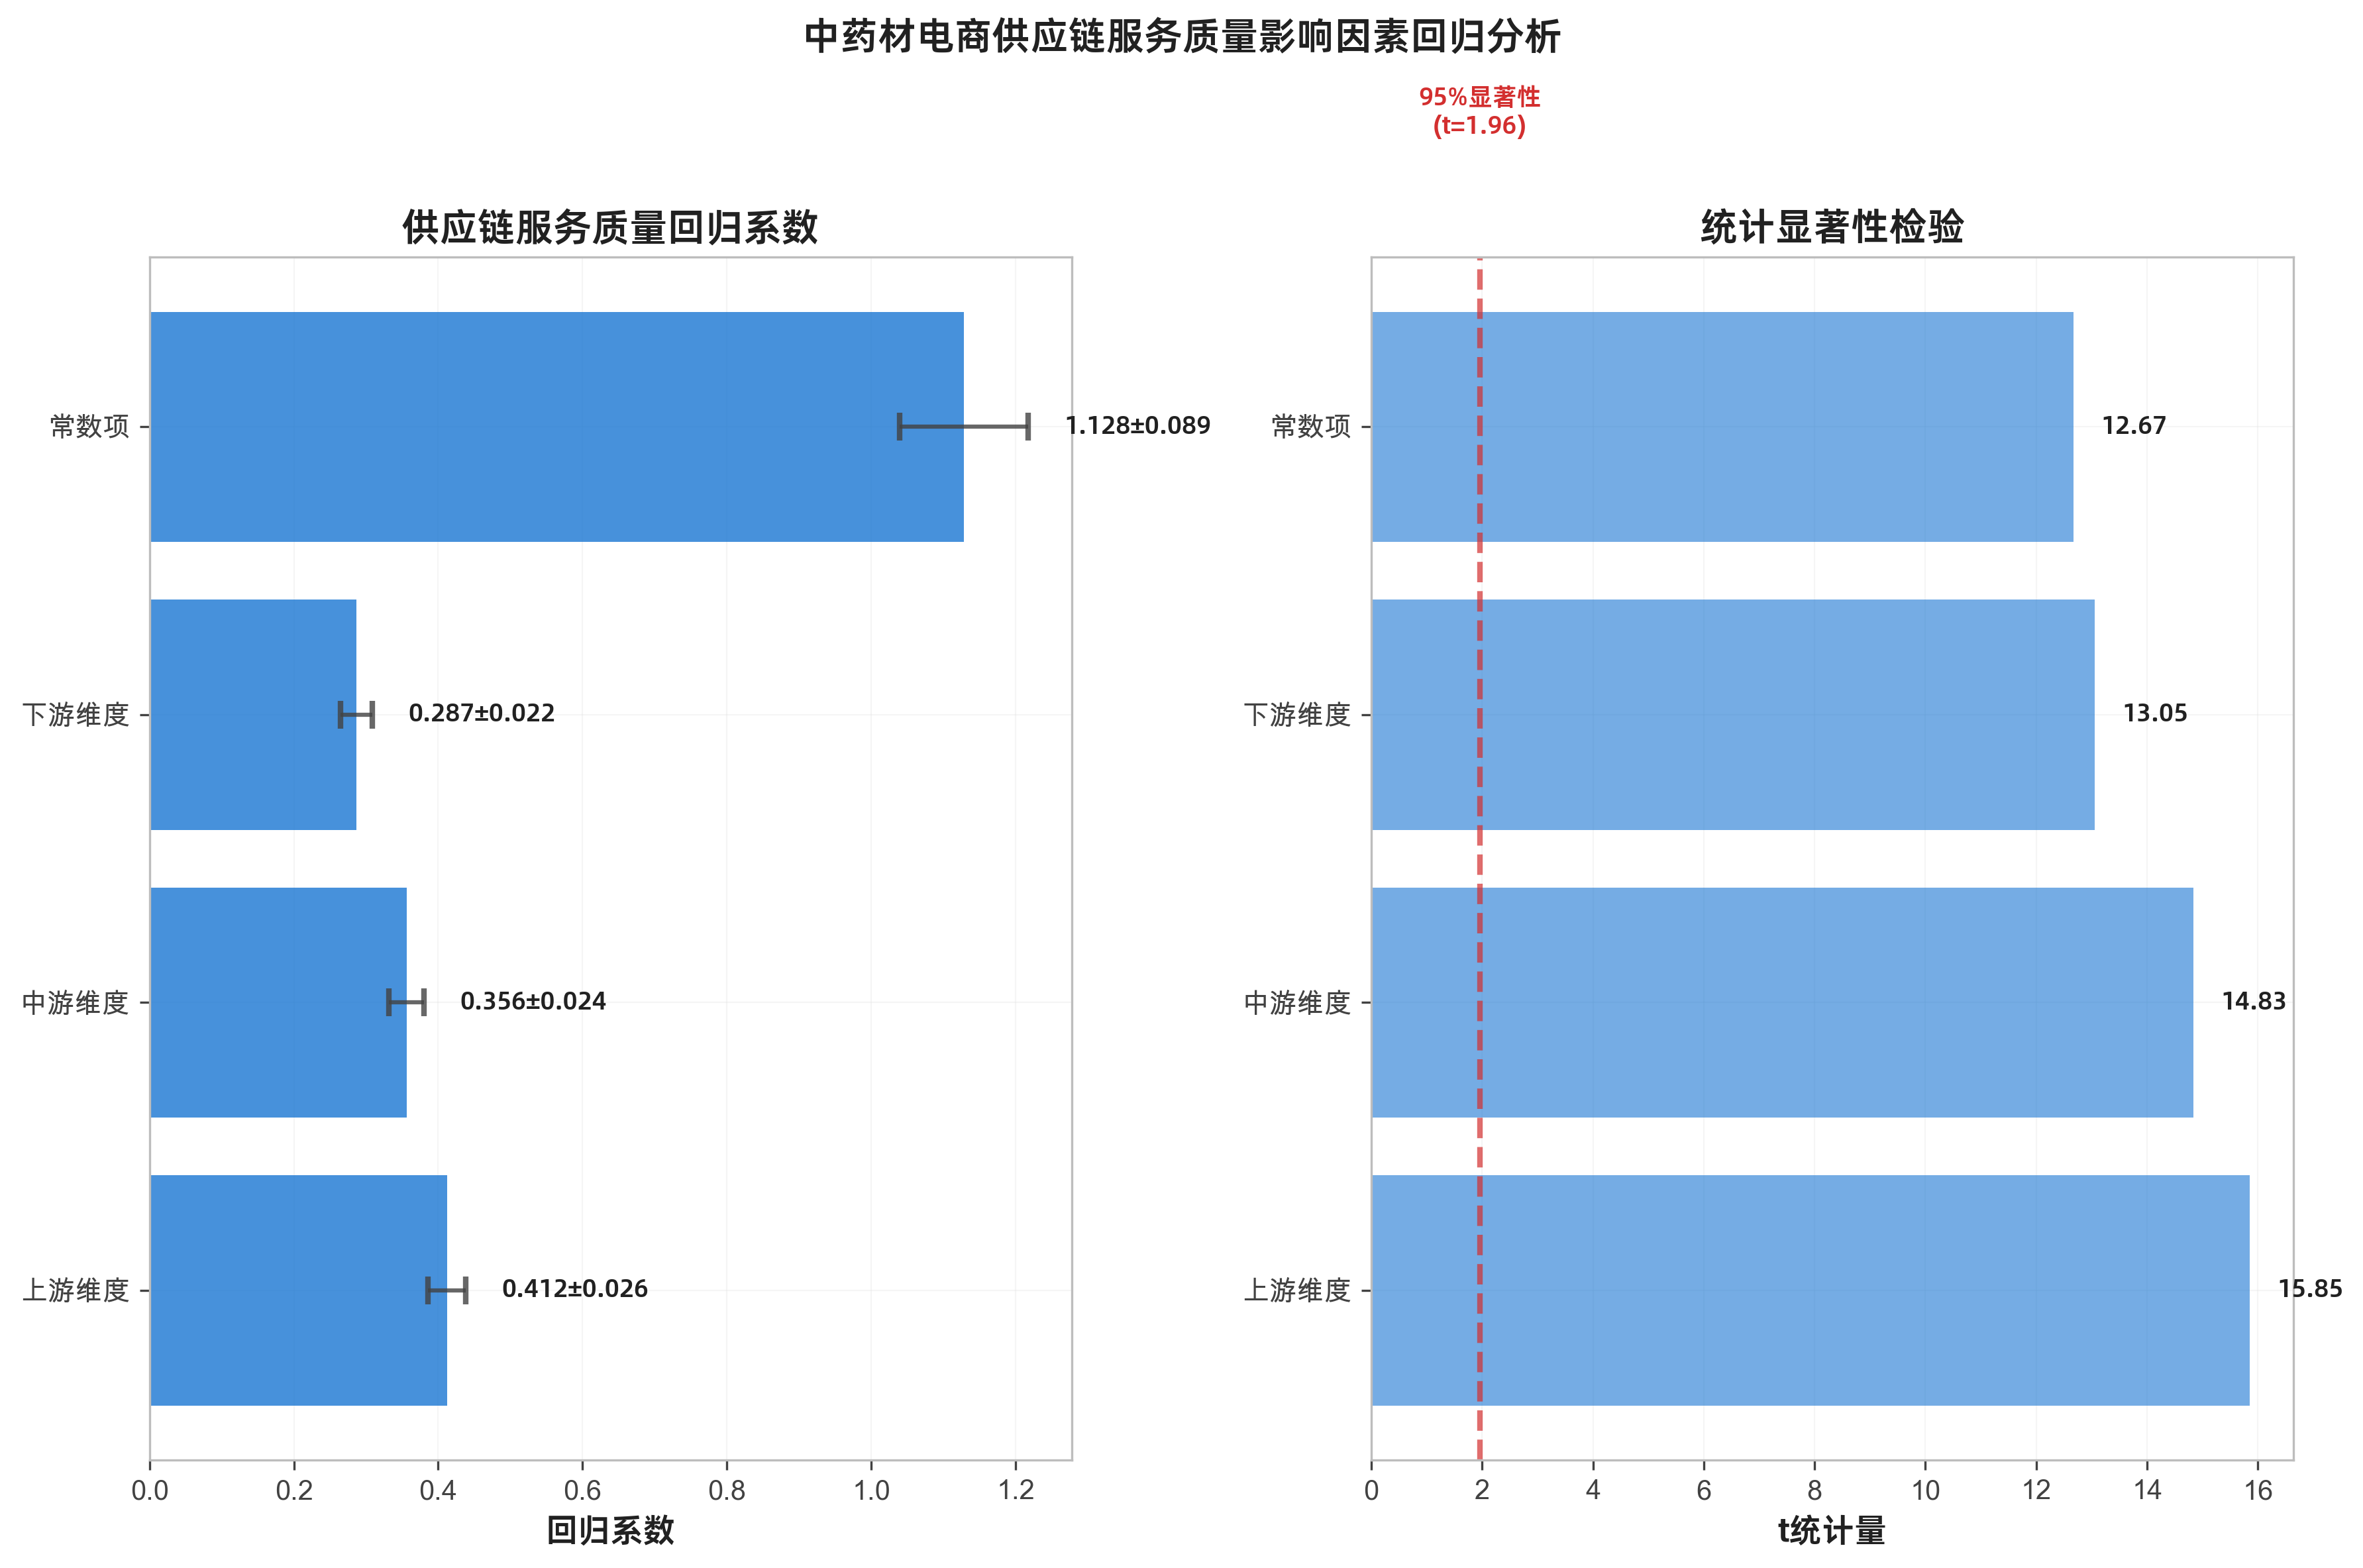 中药材电商供应链服务质量影响因素回归分析
95%显著性
(t=1.96)
供应链服务质量回归系数
常数项
1.128±0.089
下游维度
0.287±0.022
中游维度
0.356±0.024
上游维度
0.412±0.026
0.0 0.2 0.4 0.6 0.8 1.0 1.2
回归系数
统计显著性检验
常数项
12.67
下游维度
13.05
中游维度
14.83
上游维度
15.85
0 2 4 6 8 10 12 14 16
t统计量